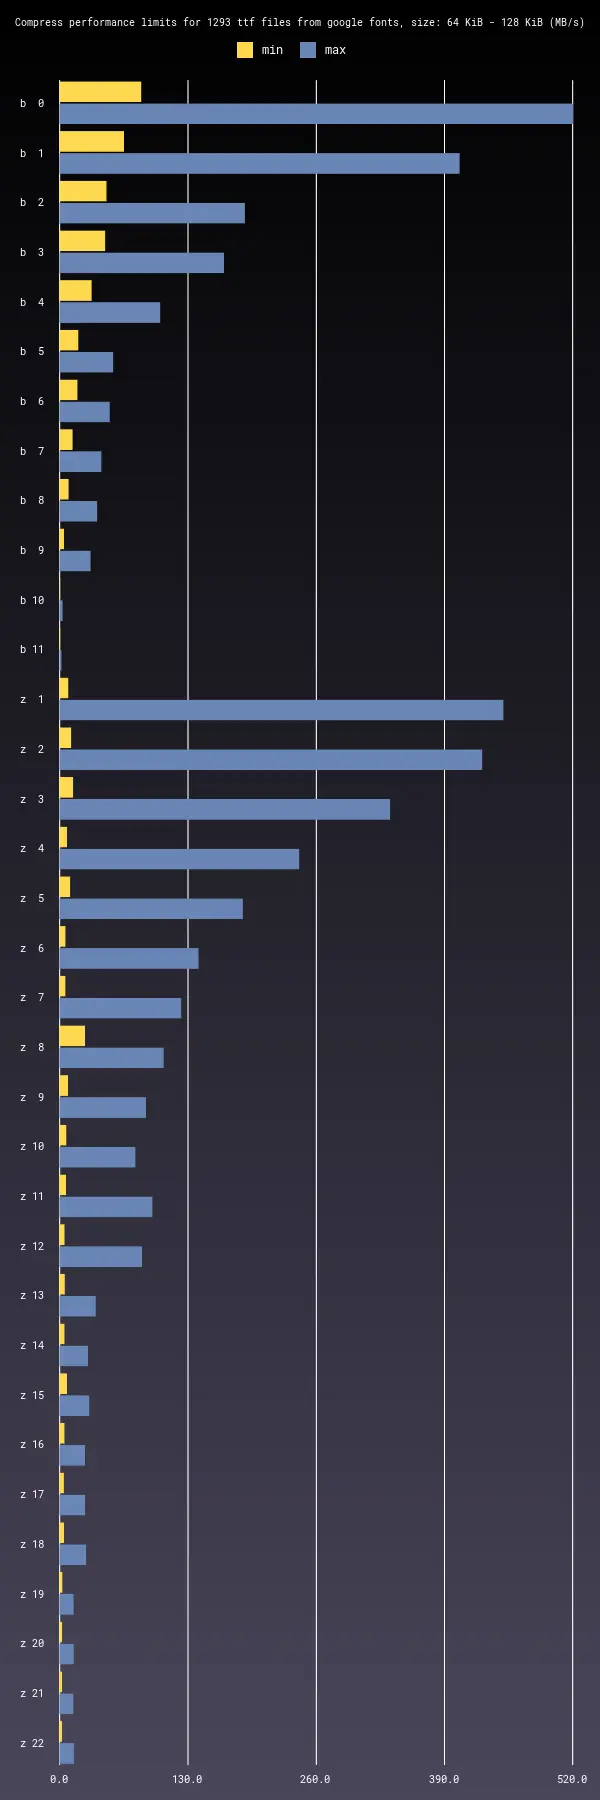 Compress performance limits for 1293 ttf files from google fonts, size: 64 KiB - 128 KiB (MB/s)
min max
b 0
b 1
b 2
b 3
b 4
b 5
b 6
b 7
b 8
b 9
b 10
b 11
z 1
z 2
z 3
z 4
z 5
z 6
z 7
z 8
z 9
z 10
z 11
z 12
z 13
z 14
z 15
z 16
z 17
z 18
z 19
z 20
z 21
z 22
0.0 130.0 260.0 390.0 520.0